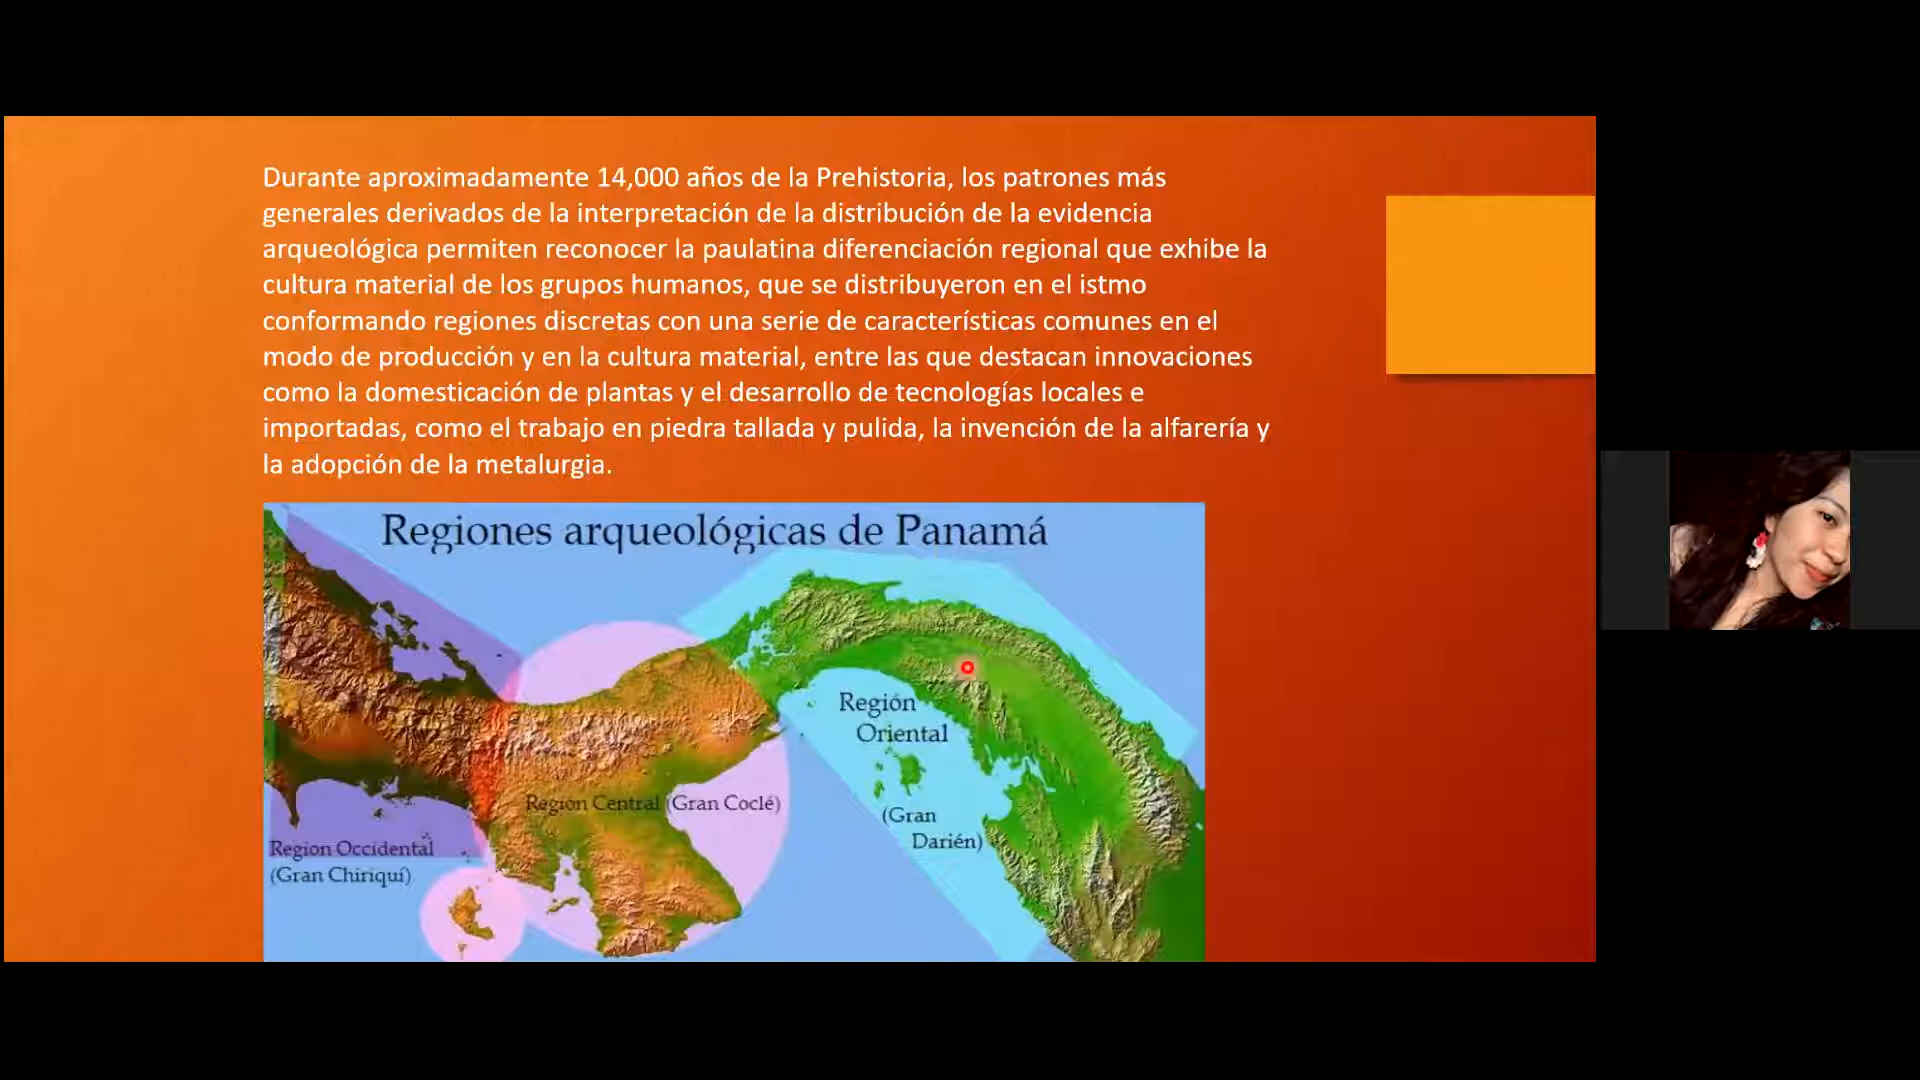 Durante aproximadamente 14,000 años de la Prehistoria, los patrones más
generales derivados de la interpretación de la distribución de la evidencia
arqueológica permiten reconocer la paulatina diferenciación regional que exhibe la
cultura material de los grupos humanos, que se distribuyeron en el istmo
conformando regiones discretas con una serie de características comunes en el
modo de producción y en la cultura material, entre las que destacan innovaciones
como la domesticación de plantas y el desarrollo de tecnologías locales e
importadas, como el trabajo en piedra tallada y pulida, la invención de la alfarería y
la adopción de la metalurgia.
Regiones arqueológicas de Panamá
Región
Oriental
(Gran
Darién)
Region Central (Gran Coclé)
Region Occidental
(Gran Chiriquí)